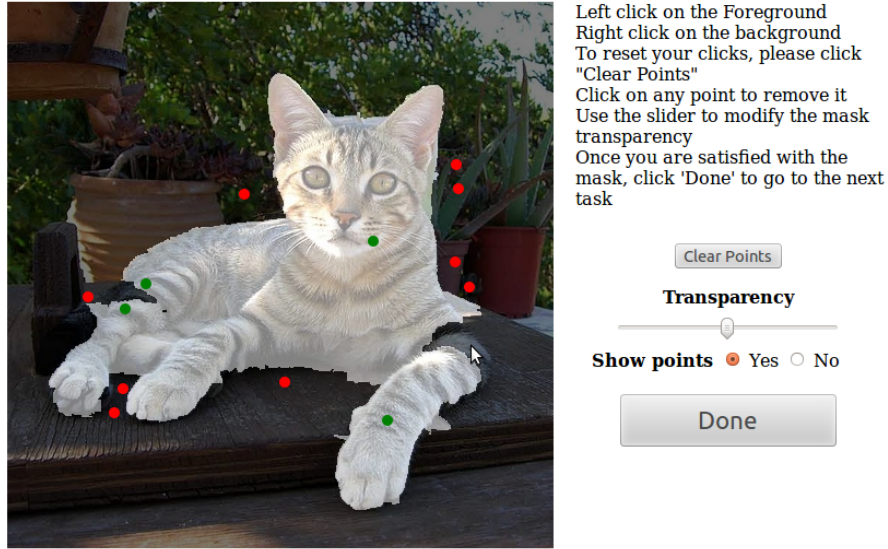 Left click on the Foreground
Right click on the background
To reset your clicks, please click
"Clear Points"
Click on any point to remove it
Use the slider to modify the mask
transparency
Once you are satisfied with the
mask, click 'Done' to go to the next
task
Clear Points
Transparency
Show points Yes No
Done